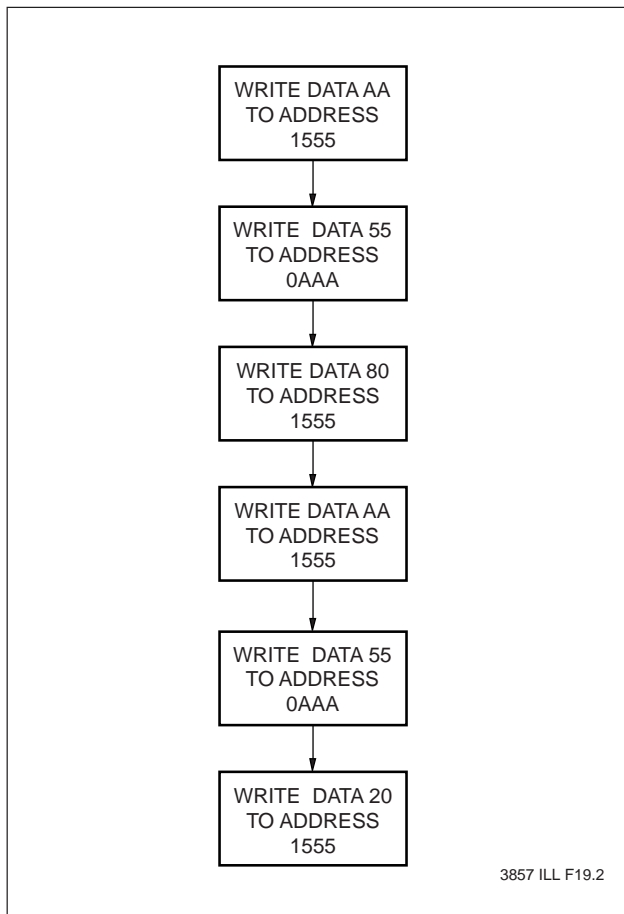 WRITE DATA AA
TO ADDRESS
1555
WRITE DATA 55
TO ADDRESS
0AAA
WRITE DATA 80
TO ADDRESS
1555
WRITE DATA AA
TO ADDRESS
1555
WRITE DATA 55
TO ADDRESS
0AAA
WRITE DATA 20
TO ADDRESS
1555
3857 ILL F19.2